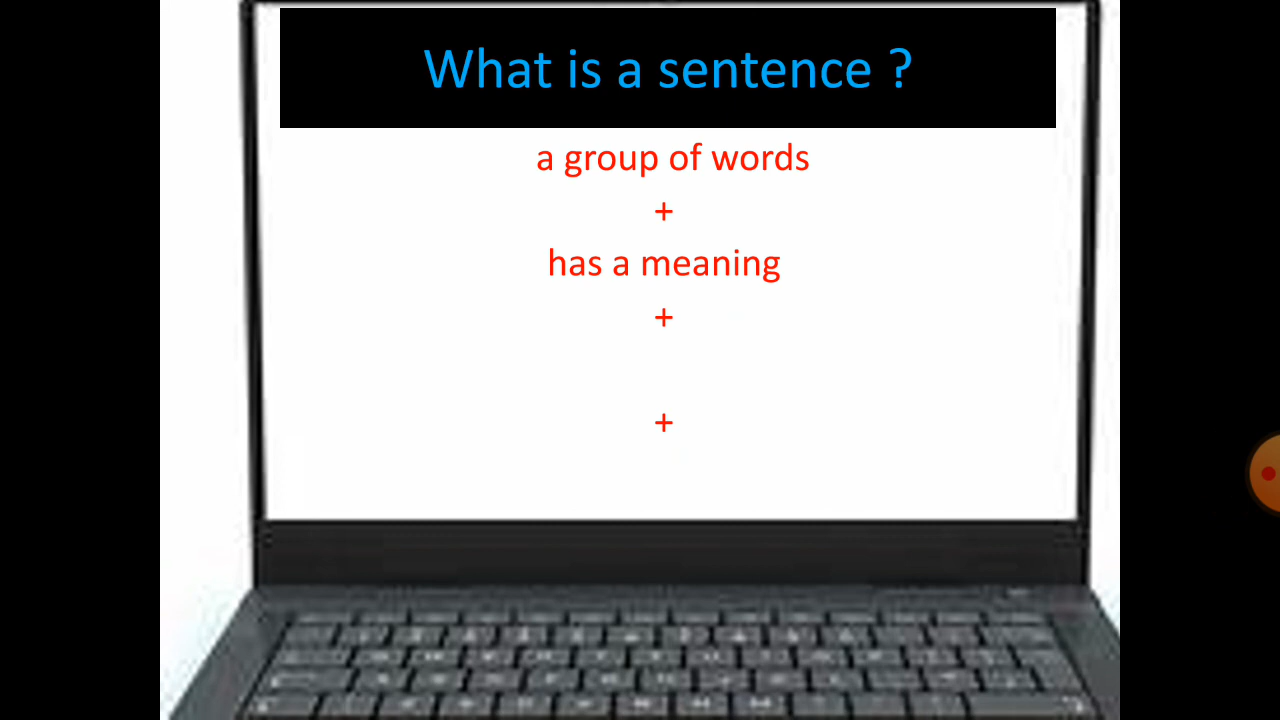 What is a sentence ?
a group of words
+
has a meaning
+
+